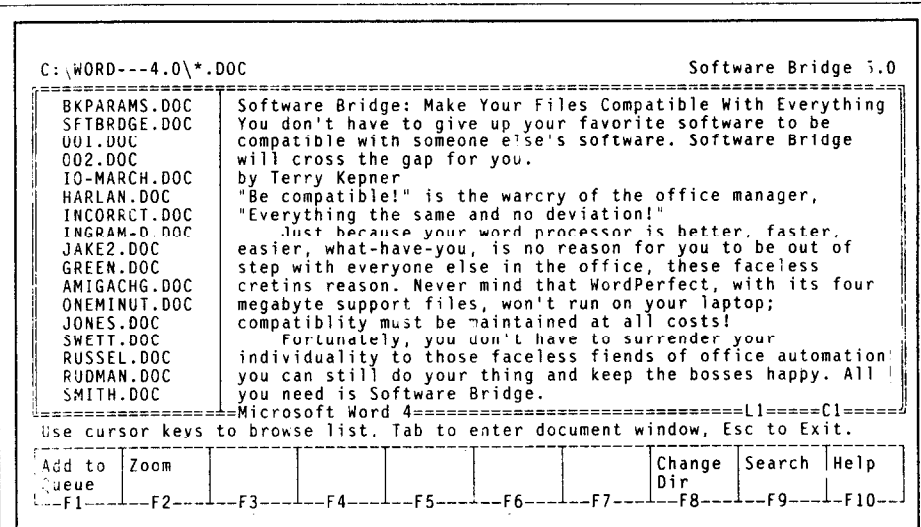 C:\WORD---4.0\*.DOC
Software Bridge
BKPARAMS.DOC
SFTBRDGE.DOC
001.DOC
002.DOC
IO-MARCH.DOC
HARLAN.DOC
INCORRCT.DOC
INGRAM-D.DOC
JAKE2.DOC
GREEN.DOC
AMIGACHG.DOC
ONEMINUT.DOC
JONES.DOC
SWETT.DOC
RUSSEL.DOC
RUDMAN.DOC
SMITH.DOC
Software Bridge: Make Your Files Compatible With Everything
You don't have to give up your favorite software to be
compatible with someone else's software. Software Bridge
will cross the gap for you.
by Terry Kepner
"Be compatible!" is the warcry of the office manager,
"Everything the same and no deviation!"
Just because your word processor is better, faster,
easier, what-have-you, is no reason for you to be out of
step with everyone else in the office, these faceless
cretins reason. Never mind that WordPerfect, with its four
megabyte support files, won't run on your laptop;
compatiblity must be maintained at all costs!
Fortunately, you don't have to surrender your
individuality to those faceless fiends of office automation
you can still do your thing and keep the bosses happy. All
you need is Software Bridge.
Microsoft Word 4 L1 C1
Use cursor keys to browse list, Tab to enter document window, Esc to Exit.
Add to
Queue
F1
Zoom
F2
F3
F4
F5
F6
F7
Change
Dir
F8
Search
F9
Help
F10